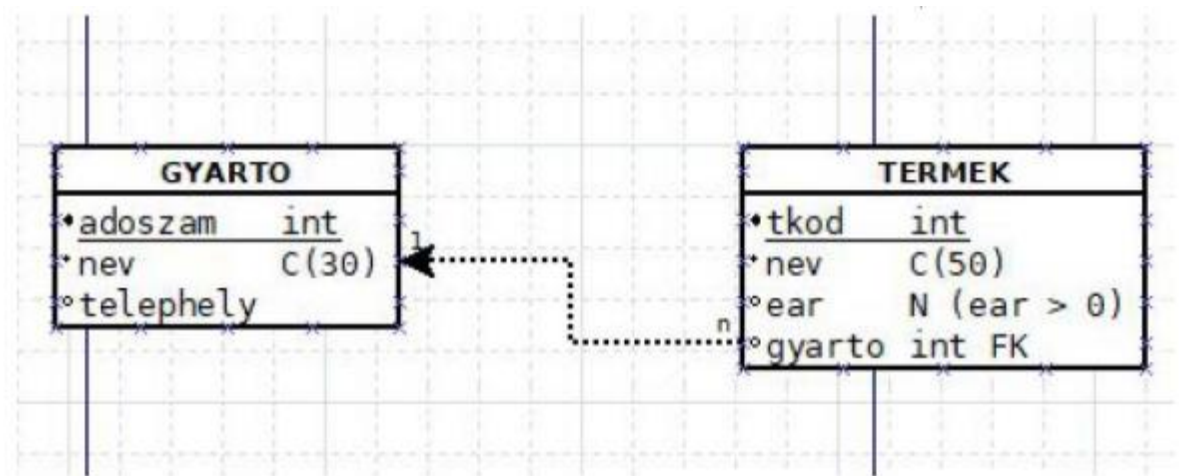 GYARTO
adoszam int
nev C(30)
telephely
1
n
TERMEK
tkod int
nev C(50)
ear N (ear > 0)
gyarto int FK